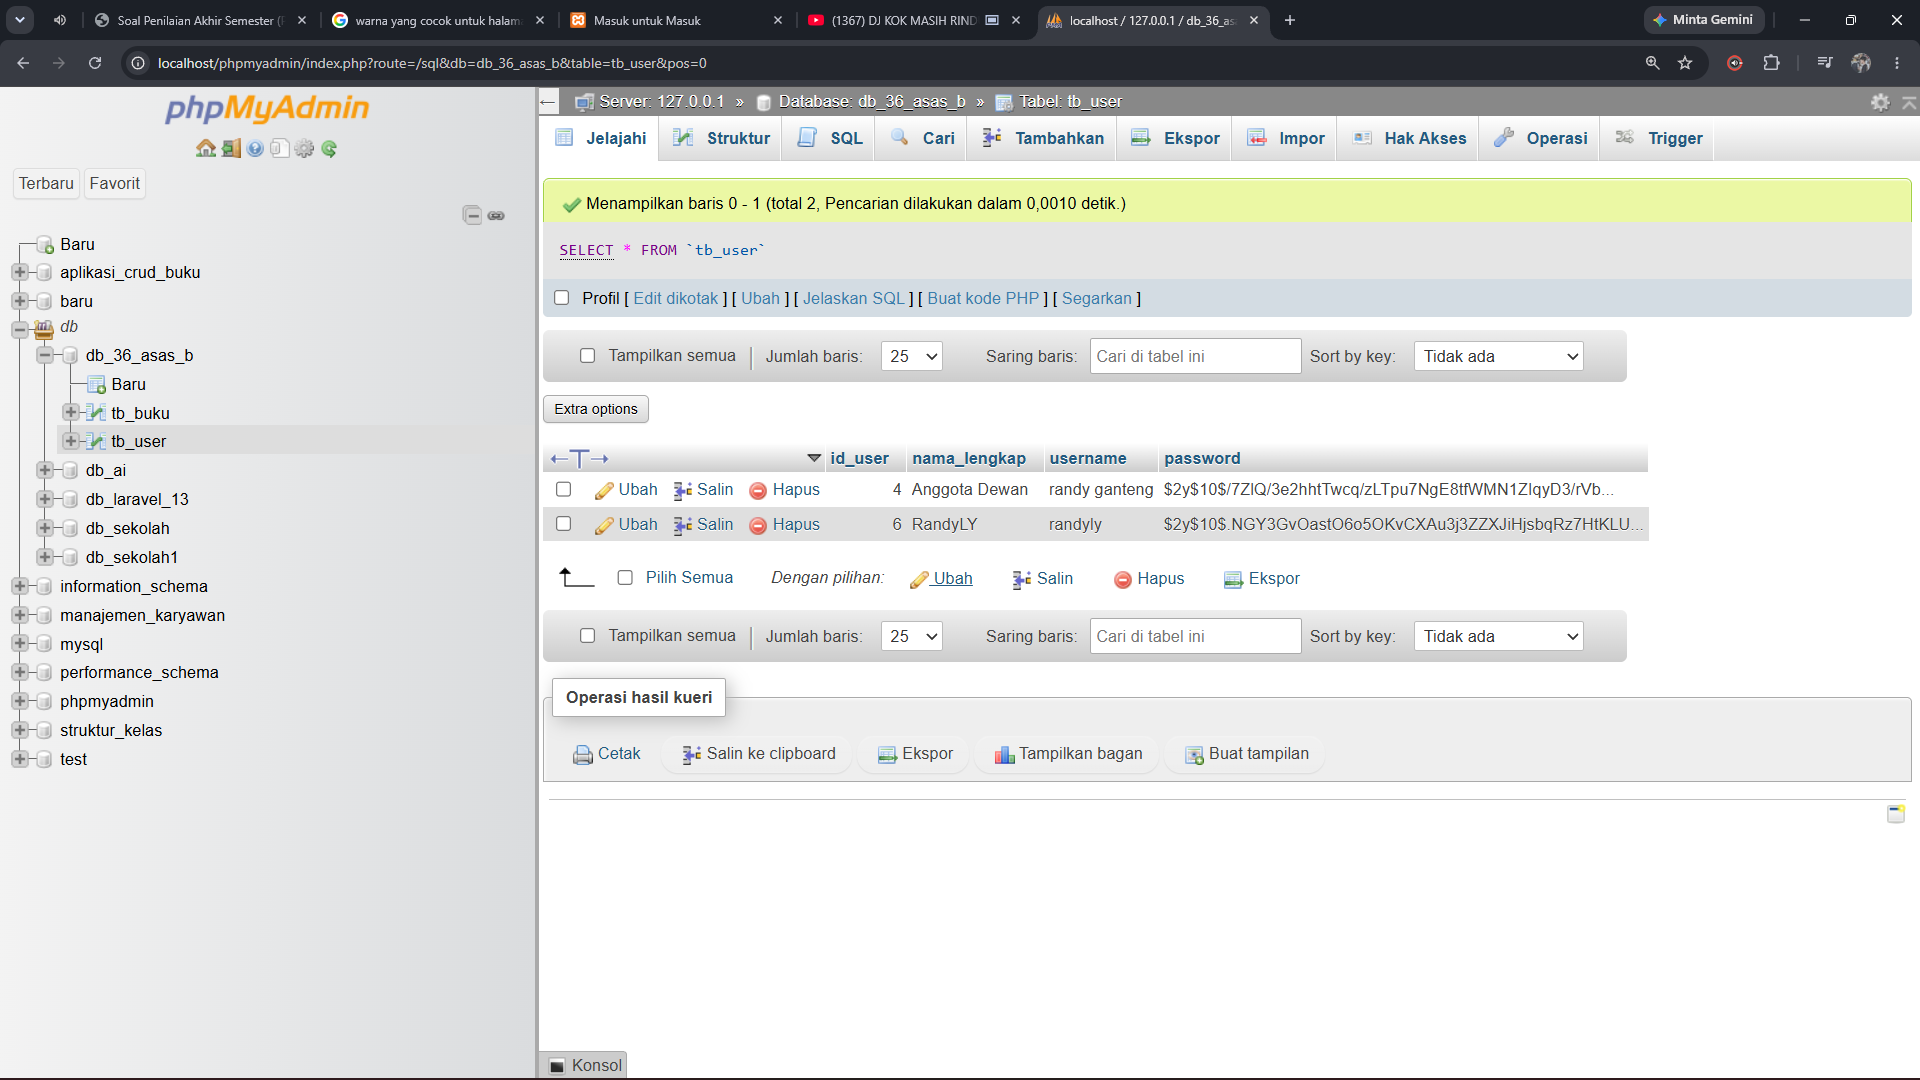 Soal Penilaian Akhir Semester (P
warna yang cocok untuk halam
Masuk untuk Masuk
(1367) DJ KOK MASIH RIND
localhost / 127.0.0.1 / db_36_as
Minta Gemini
localhost/phpmyadmin/index.php?route=/sql&db=db_36_asas_b&table=tb_user&pos=0
phpMyAdmin
Terbaru Favorit
Baru
aplikasi_crud_buku
baru
db
db_36_asas_b
Baru
tb_buku
tb_user
db_ai
db_laravel_13
db_sekolah
db_sekolah1
information_schema
manajemen_karyawan
mysql
performance_schema
phpmyadmin
struktur_kelas
test
Server: 127.0.0.1 » Database: db_36_asas_b » Tabel: tb_user
Jelajahi Struktur SQL Cari Tambahkan Ekspor Impor Hak Akses Operasi Trigger
Menampilkan baris 0 - 1 (total 2, Pencarian dilakukan dalam 0,0010 detik.)
SELECT * FROM `tb_user`
Profil [ Edit dikotak ] [ Ubah ] [ Jelaskan SQL ] [ Buat kode PHP ] [ Segarkan ]
Tampilkan semua Jumlah baris: 25 Saring baris: Cari di tabel ini Sort by key: Tidak ada
Extra options
id_user nama_lengkap username password
Ubah Salin Hapus 4 Anggota Dewan randy ganteng $2y$10$/7ZlQ/3e2hhtTwcq/zLTpu7NgE8tfWMN1ZlqyD3/rVb...
Ubah Salin Hapus 6 RandyLY randyly $2y$10$.NGY3GvOastO6o5OKvCXAu3j3ZZXJiHjsbqRz7HtKLU...
Pilih Semua Dengan pilihan: Ubah Salin Hapus Ekspor
Tampilkan semua Jumlah baris: 25 Saring baris: Cari di tabel ini Sort by key: Tidak ada
Operasi hasil kueri
Cetak Salin ke clipboard Ekspor Tampilkan bagan Buat tampilan
Konsol